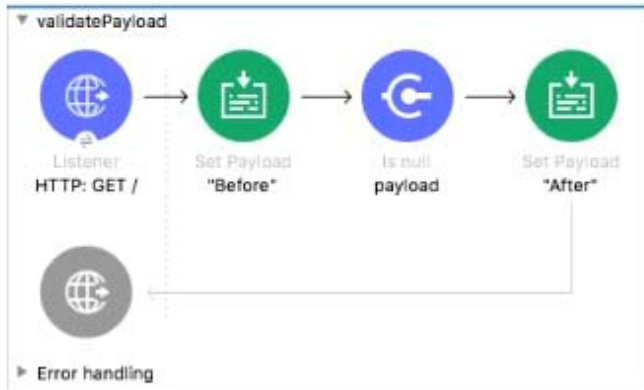 validatePayload
Listener
HTTP: GET /
Set Payload
"Before"
Is null
payload
Set Payload
"After"
Error handling